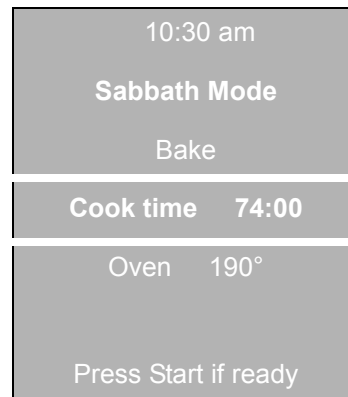 10:30 am
Sabbath Mode
Bake
Cook time 74:00
Oven 190°
Press Start if ready